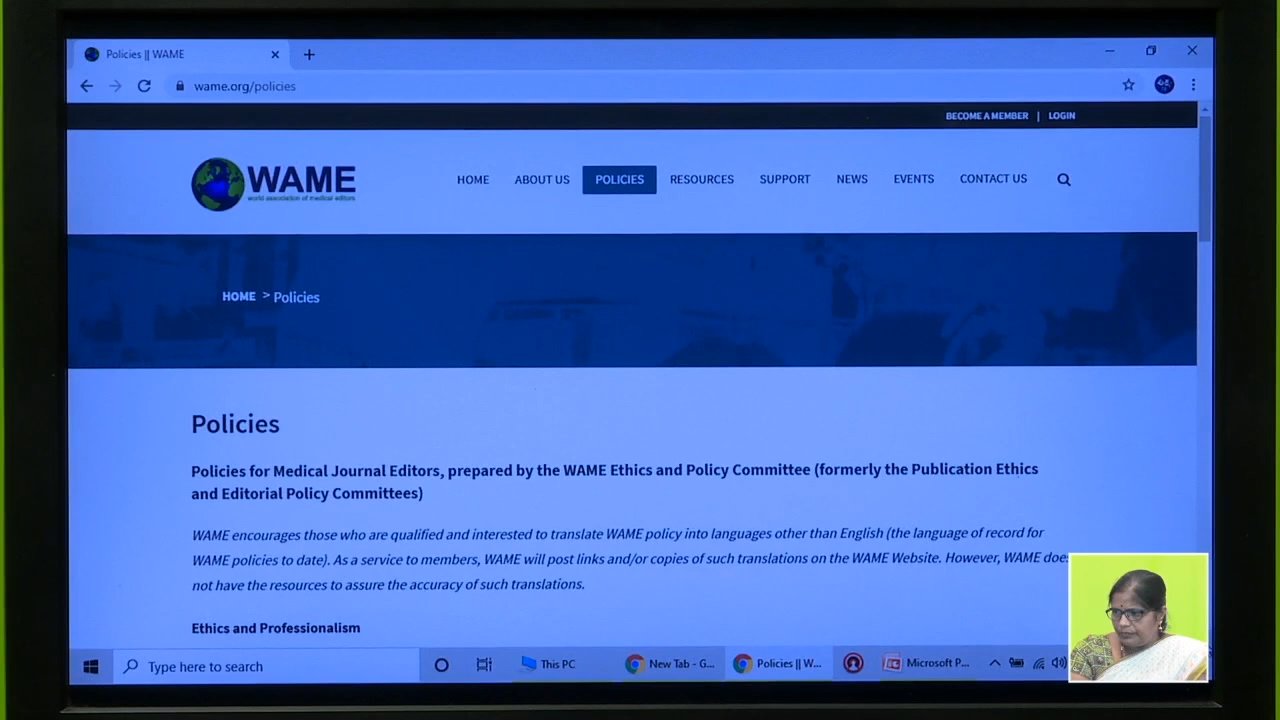 Policies || WAME
wame.org/policies
BECOME A MEMBER | LOGIN
WAME
world association of medical editors
HOME ABOUT US POLICIES RESOURCES SUPPORT NEWS EVENTS CONTACT US
HOME > Policies
Policies
Policies for Medical Journal Editors, prepared by the WAME Ethics and Policy Committee (formerly the Publication Ethics
and Editorial Policy Committees)
WAME encourages those who are qualified and interested to translate WAME policy into languages other than English (the language of record for
WAME policies to date). As a service to members, WAME will post links and/or copies of such translations on the WAME Website. However, WAME does
not have the resources to assure the accuracy of such translations.
Ethics and Professionalism
Type here to search This PC New Tab - G... Policies || W... Microsoft P...